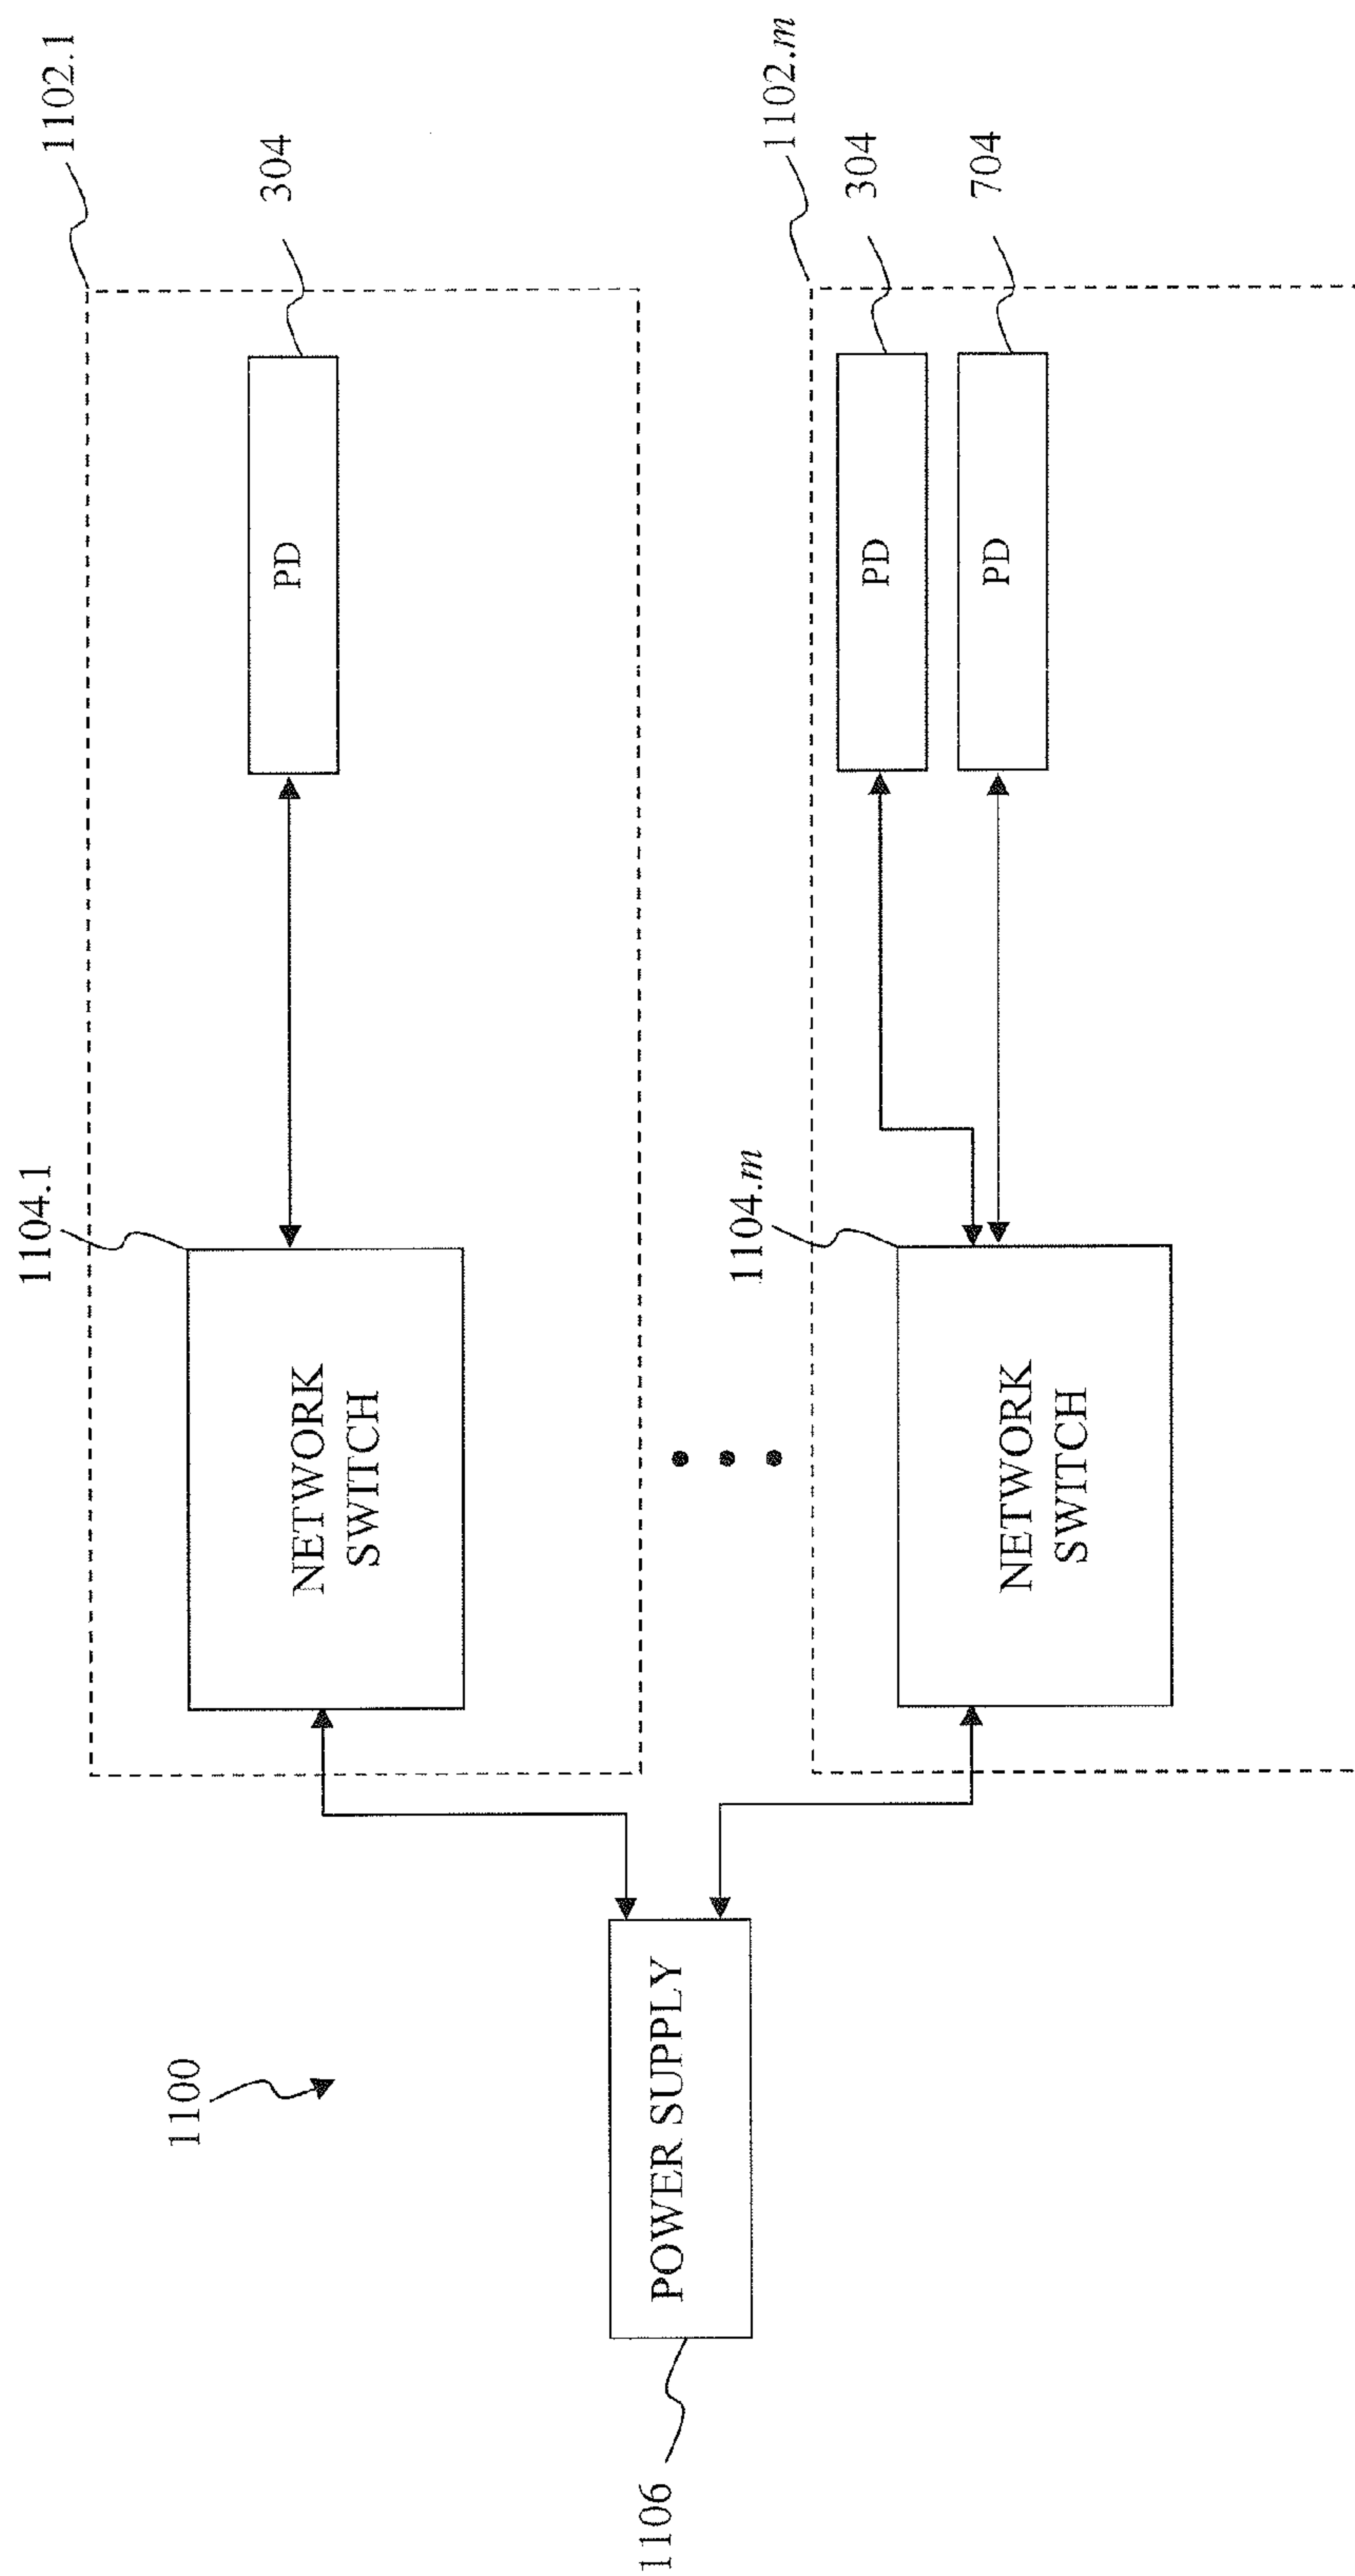 1100
1106
POWER SUPPLY
1102.1
1104.1
NETWORK
SWITCH
PD
304
1102.m
1104.m
NETWORK
SWITCH
PD
304
PD
704